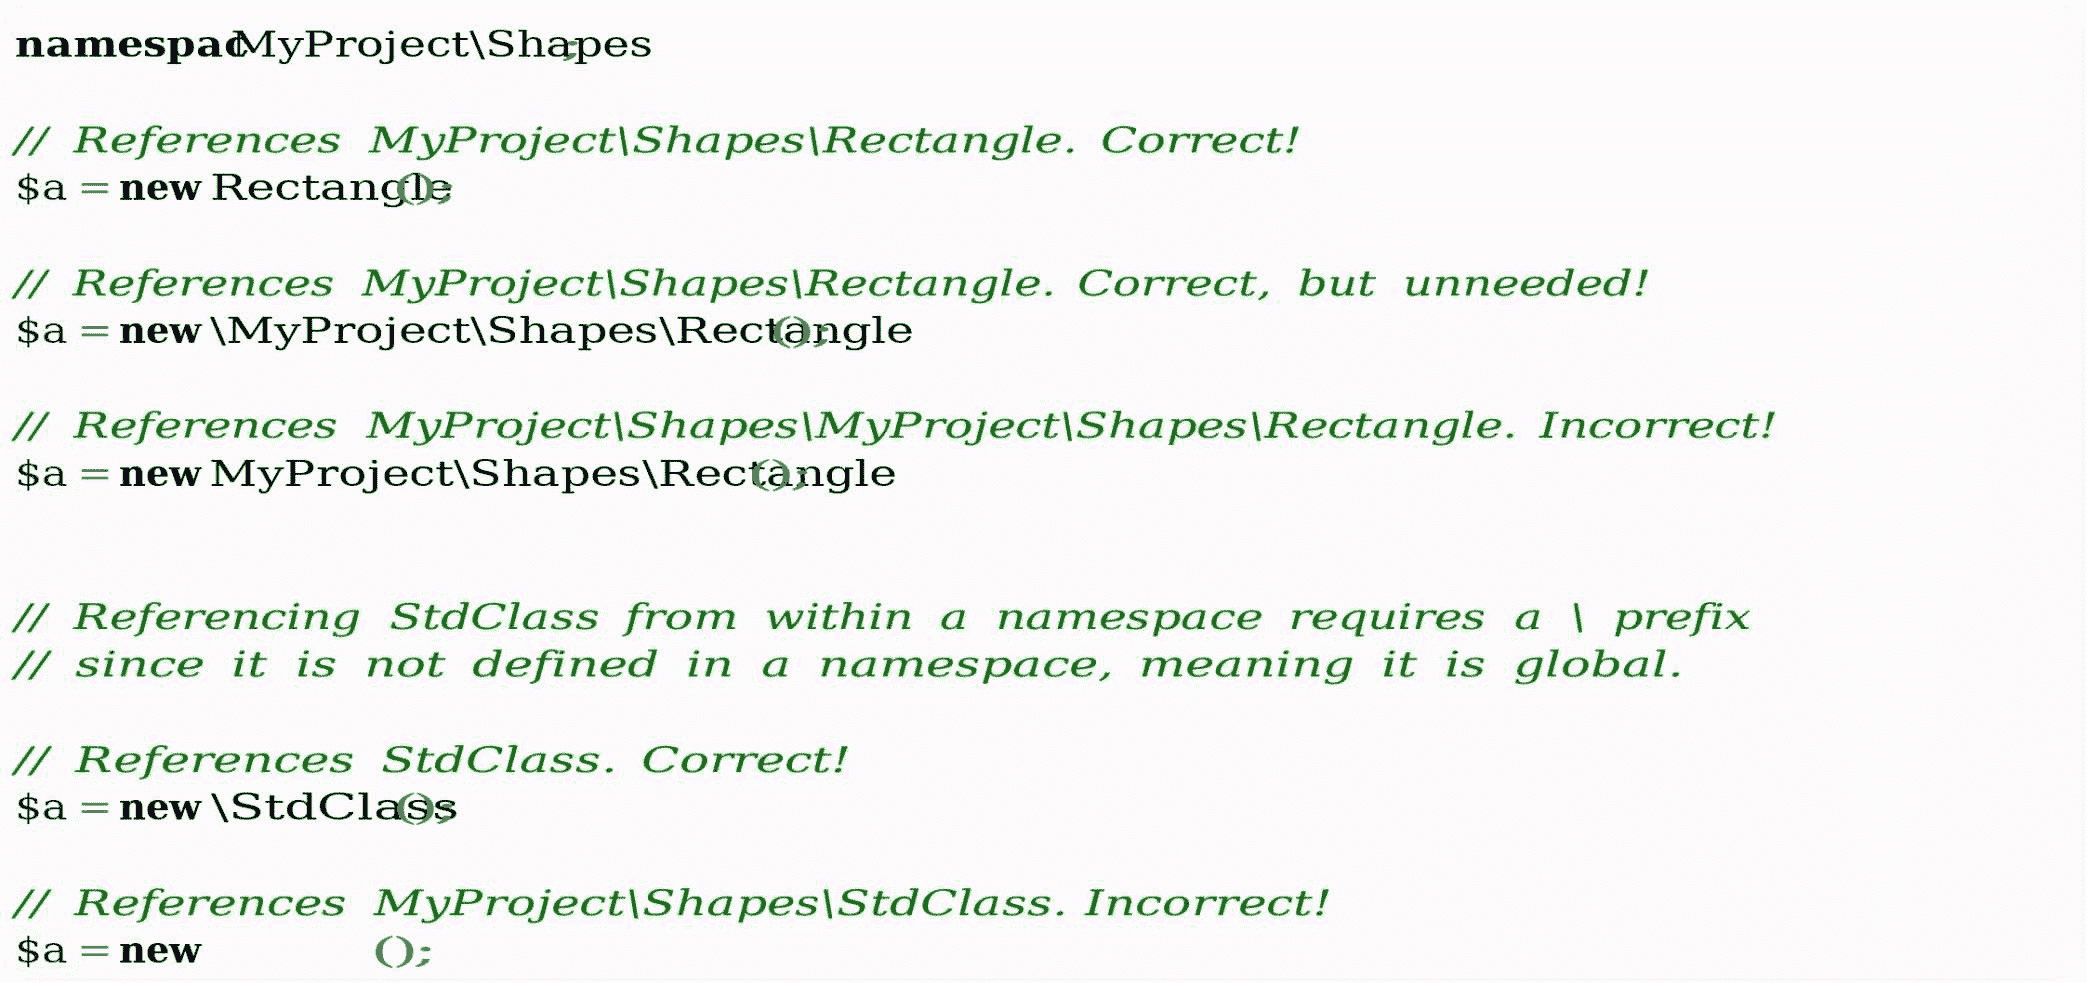 namespac MyProject\Shapes;
// References MyProject\Shapes\Rectangle. Correct!
$a = new Rectangle();
// References MyProject\Shapes\Rectangle. Correct, but unneeded!
$a = new \MyProject\Shapes\Rectangle();
// References MyProject\Shapes\MyProject\Shapes\Rectangle. Incorrect!
$a = new MyProject\Shapes\Rectangle();
// Referencing StdClass from within a namespace requires a \ prefix
// since it is not defined in a namespace, meaning it is global.
// References StdClass. Correct!
$a = new \StdClass();
// References MyProject\Shapes\StdClass. Incorrect!
$a = new ();